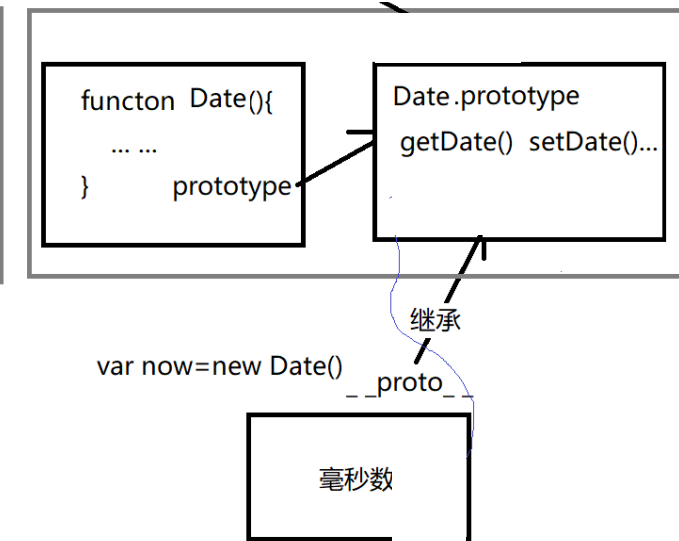 functon Date(){
... ...
}
prototype
Date.prototype
getDate() setDate()...
继承
var now=new Date()
_ _proto_ _
毫秒数